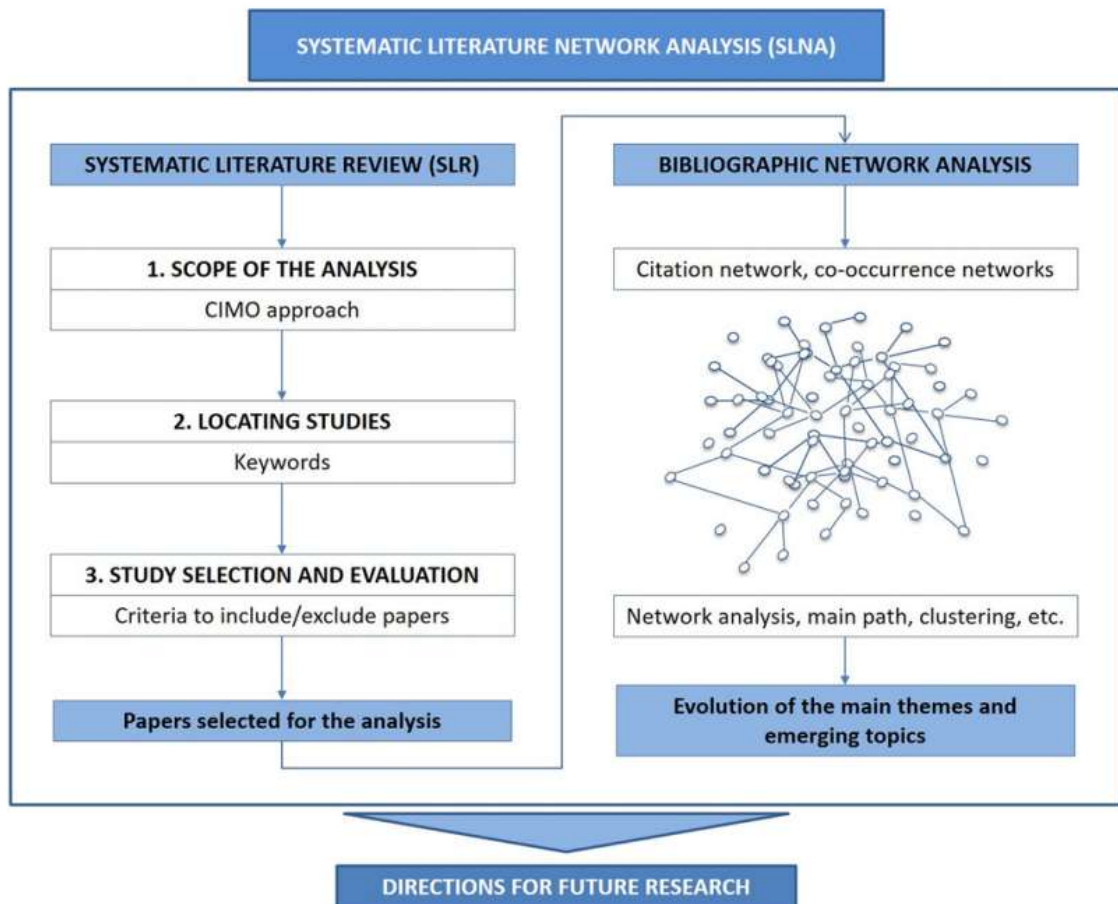 SYSTEMATIC LITERATURE NETWORK ANALYSIS (SLNA)
SYSTEMATIC LITERATURE REVIEW (SLR)
1. SCOPE OF THE ANALYSIS
CIMO approach
2. LOCATING STUDIES
Keywords
3. STUDY SELECTION AND EVALUATION
Criteria to include/exclude papers
Papers selected for the analysis
BIBLIOGRAPHIC NETWORK ANALYSIS
Citation network, co-occurrence networks
Network analysis, main path, clustering, etc.
Evolution of the main themes and
emerging topics
DIRECTIONS FOR FUTURE RESEARCH